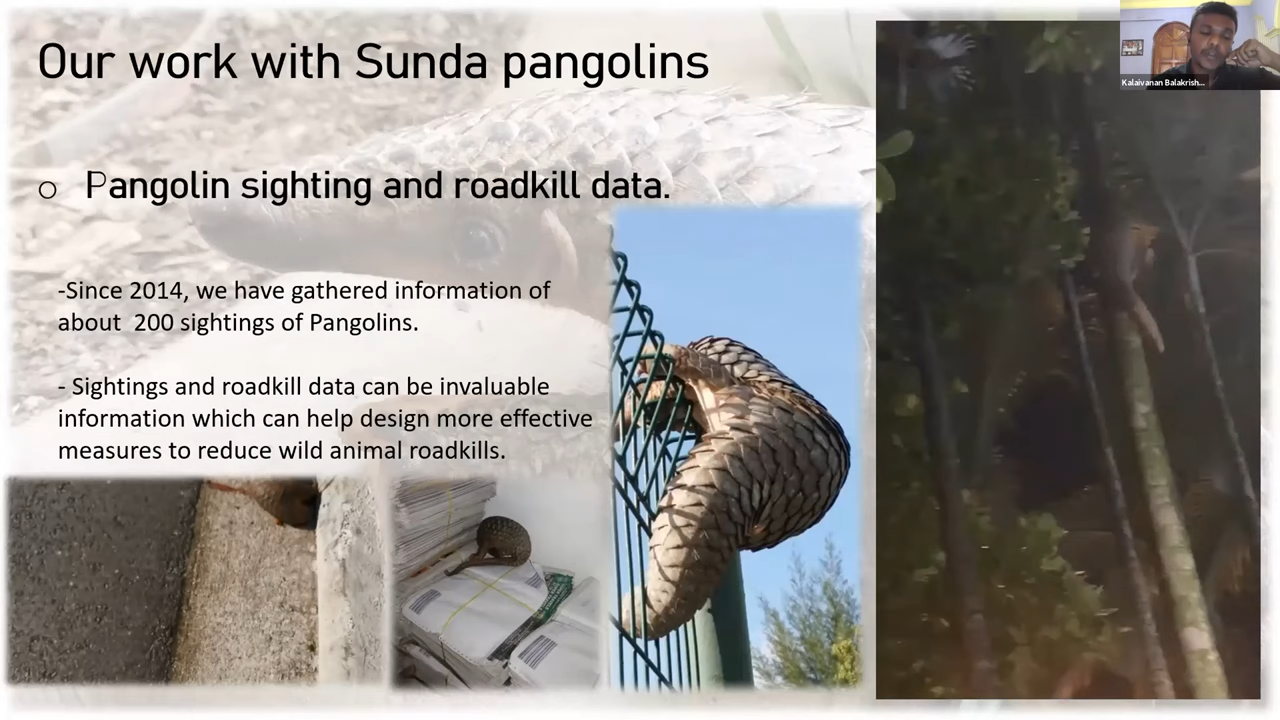 Our work with Sunda pangolins
Kalaivanan Balakrish...
o Pangolin sighting and roadkill data.
-Since 2014, we have gathered information of
about  200 sightings of Pangolins.
- Sightings and roadkill data can be invaluable
information which can help design more effective
measures to reduce wild animal roadkills.